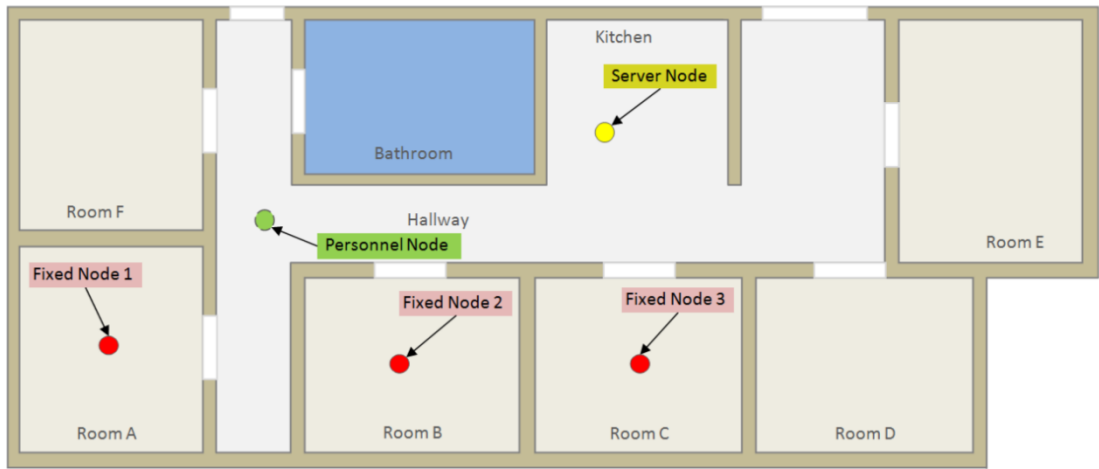 Kitchen
Server Node
Bathroom
Room F
Hallway
Personnel Node
Room E
Fixed Node 1
Fixed Node 2
Fixed Node 3
Room A
Room B
Room C
Room D